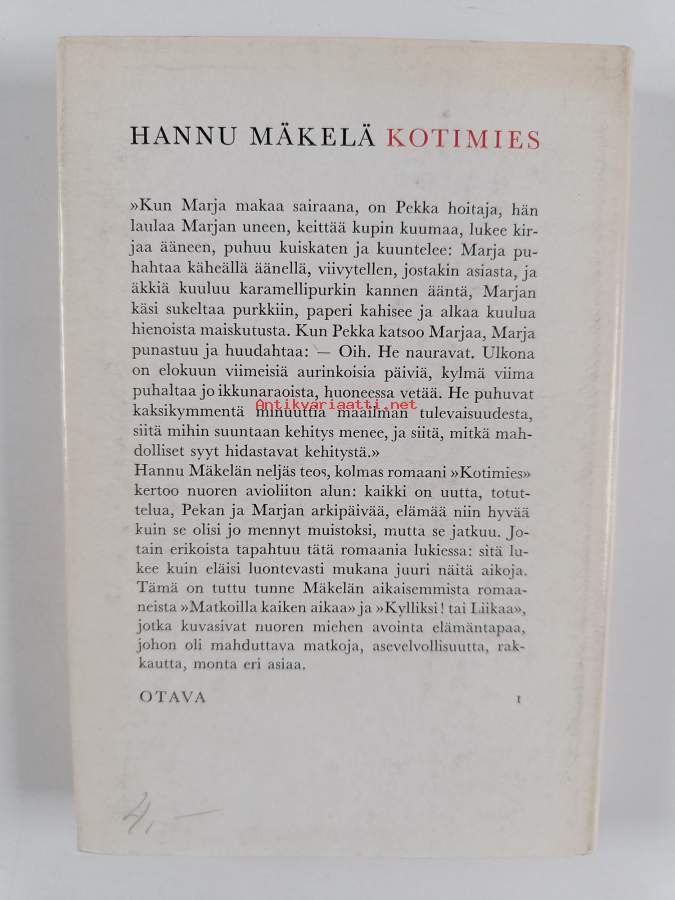 HANNU MÄKELÄ KOTIMIES
»Kun Marja makaa sairaana, on Pekka hoitaja, hän
laulaa Marjan uneen, keittää kupin kuumaa, lukee kir-
jaa ääneen, puhuu kuiskaten ja kuuntelee: Marja pu-
hahtaa käheällä äänellä, viivytellen, jostakin asiasta, ja
äkkiä kuuluu karamellipurkin kannen ääntä, Marjan
käsi sukeltaa purkkiin, paperi kahisee ja alkaa kuulua
hienoista maiskutusta. Kun Pekka katsoo Marjaa, Marja
punastuu ja huudahtaa: — Oih. He nauravat. Ulkona
on elokuun viimeisiä aurinkoisia päiviä, kylmä viima
puhaltaa jo ikkunaraoista, huoneessa vetää. He puhuvat
Antikvariaatti.net
kaksikymmentä minuuttia maailman tulevaisuudesta,
siitä mihin suuntaan kehitys menee, ja siitä, mitkä mah-
dolliset syyt hidastavat kehitystä.»
Hannu Mäkelän neljäs teos, kolmas romaani »Kotimies»
kertoo nuoren avioliiton alun: kaikki on uutta, totut-
telua, Pekan ja Marjan arkipäivää, elämää niin hyvää
kuin se olisi jo mennyt muistoksi, mutta se jatkuu. Jo-
tain erikoista tapahtuu tätä romaania lukiessa: sitä lu-
kee kuin eläisi luontevasti mukana juuri näitä aikoja.
Tämä on tuttu tunne Mäkelän aikaisemmista romaa-
neista »Matkoilla kaiken aikaa» ja »Kylliksi! tai Liikaa»,
jotka kuvasivat nuoren miehen avointa elämäntapaa,
johon oli mahduttava matkoja, asevelvollisuutta, rak-
kautta, monta eri asiaa.
OTAVA 1
4,—